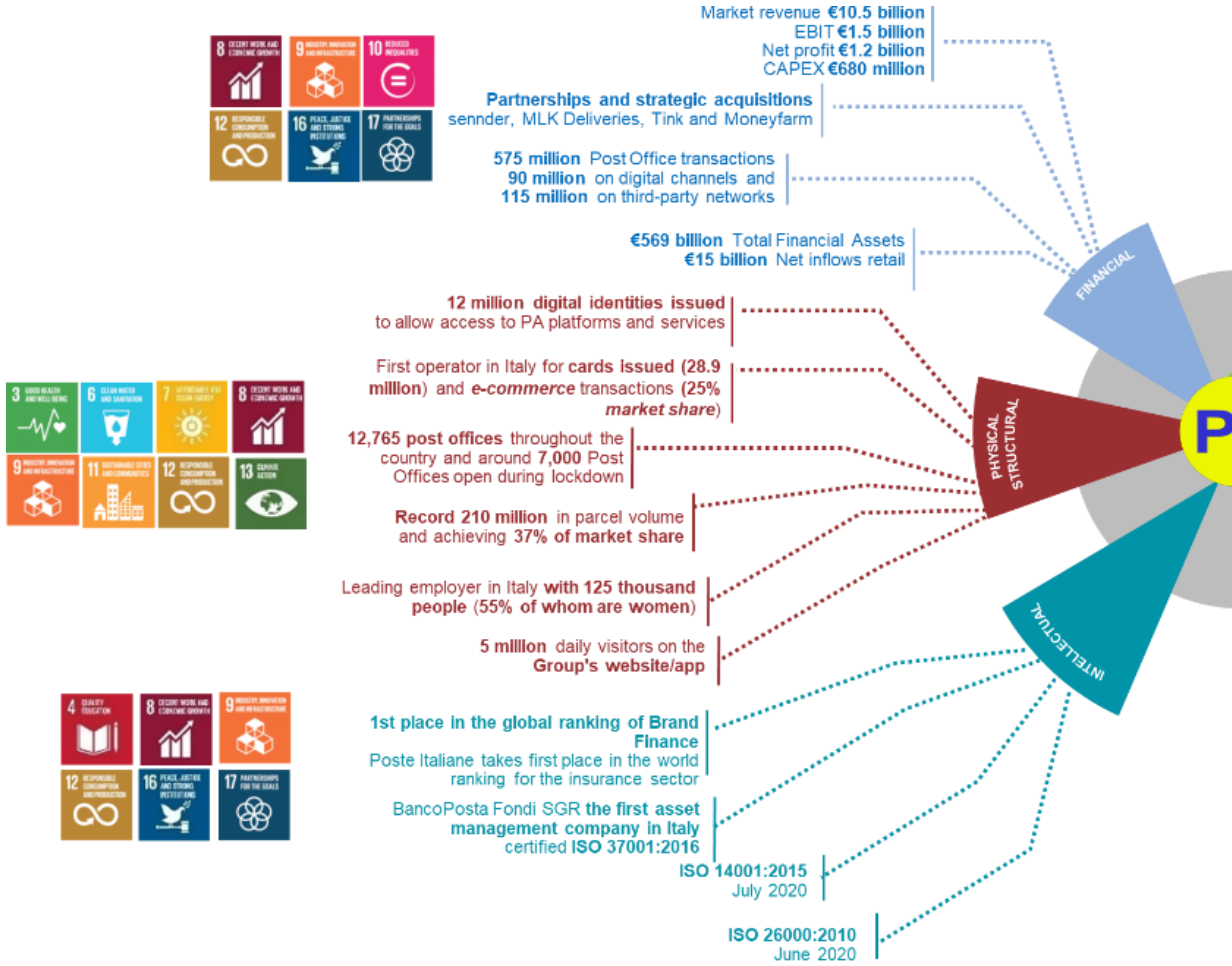 Market revenue €10.5 billion
EBIT €1.5 billion
Net profit €1.2 billion
CAPEX €680 million
8 DECENT WORK AND
ECONOMIC GROWTH
9 INDUSTRY, INNOVATION
AND INFRASTRUCTURE
10 REDUCED
INEQUALITIES
12 RESPONSIBLE
CONSUMPTION
AND PRODUCTION
16 PEACE, JUSTICE
AND STRONG
INSTITUTIONS
17 PARTNERSHIPS
FOR THE GOALS
Partnerships and strategic acquisitions
sennder, MLK Deliveries, Tink and Moneyfarm
575 million Post Office transactions
90 million on digital channels and
115 million on third-party networks
€569 billion Total Financial Assets
€15 billion Net inflows retail
FINANCIAL
12 million digital identities issued
to allow access to PA platforms and services
First operator in Italy for cards issued (28.9
million) and e-commerce transactions (25%
market share)
12,765 post offices throughout the
country and around 7,000 Post
Offices open during lockdown
Record 210 million in parcel volume
and achieving 37% of market share
Leading employer in Italy with 125 thousand
people (55% of whom are women)
5 million daily visitors on the
Group's website/app
PHYSICAL
STRUCTURAL
P
3 GOOD HEALTH
AND WELL-BEING
6 CLEAN WATER
AND SANITATION
7 AFFORDABLE AND
CLEAN ENERGY
8 DECENT WORK AND
ECONOMIC GROWTH
9 INDUSTRY, INNOVATION
AND INFRASTRUCTURE
11 SUSTAINABLE CITIES
AND COMMUNITIES
12 RESPONSIBLE
CONSUMPTION
AND PRODUCTION
13 CLIMATE
ACTION
INTELLECTUAL
4 QUALITY
EDUCATION
8 DECENT WORK AND
ECONOMIC GROWTH
9 INDUSTRY, INNOVATION
AND INFRASTRUCTURE
12 RESPONSIBLE
CONSUMPTION
AND PRODUCTION
16 PEACE, JUSTICE
AND STRONG
INSTITUTIONS
17 PARTNERSHIPS
FOR THE GOALS
1st place in the global ranking of Brand
Finance
Poste Italiane takes first place in the world
ranking for the insurance sector
BancoPosta Fondi SGR the first asset
management company in Italy
certified ISO 37001:2016
ISO 14001:2015
July 2020
ISO 26000:2010
June 2020